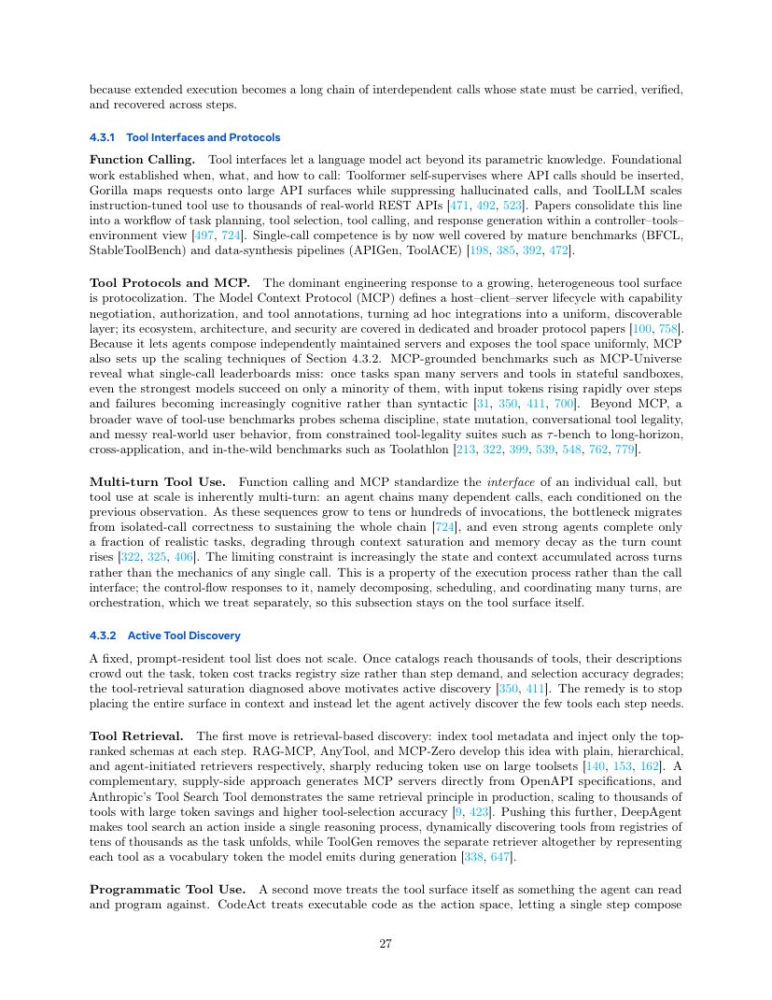 because extended execution becomes a long chain of interdependent calls whose state must be carried, verified,
and recovered across steps.
4.3.1 Tool Interfaces and Protocols
Function Calling. Tool interfaces let a language model act beyond its parametric knowledge. Foundational
work established when, what, and how to call: Toolformer self-supervises where API calls should be inserted,
Gorilla maps requests onto large API surfaces while suppressing hallucinated calls, and ToolLLM scales
instruction-tuned tool use to thousands of real-world REST APIs [471, 492, 523]. Papers consolidate this line
into a workflow of task planning, tool selection, tool calling, and response generation within a controller–tools–
environment view [497, 724]. Single-call competence is by now well covered by mature benchmarks (BFCL,
StableToolBench) and data-synthesis pipelines (APIGen, ToolACE) [198, 385, 392, 472].
Tool Protocols and MCP. The dominant engineering response to a growing, heterogeneous tool surface
is protocolization. The Model Context Protocol (MCP) defines a host–client–server lifecycle with capability
negotiation, authorization, and tool annotations, turning ad hoc integrations into a uniform, discoverable
layer; its ecosystem, architecture, and security are covered in dedicated and broader protocol papers [100, 758].
Because it lets agents compose independently maintained servers and exposes the tool space uniformly, MCP
also sets up the scaling techniques of Section 4.3.2. MCP-grounded benchmarks such as MCP-Universe
reveal what single-call leaderboards miss: once tasks span many servers and tools in stateful sandboxes,
even the strongest models succeed on only a minority of them, with input tokens rising rapidly over steps
and failures becoming increasingly cognitive rather than syntactic [31, 350, 411, 700]. Beyond MCP, a
broader wave of tool-use benchmarks probes schema discipline, state mutation, conversational tool legality,
and messy real-world user behavior, from constrained tool-legality suites such as τ-bench to long-horizon,
cross-application, and in-the-wild benchmarks such as Toolathlon [213, 322, 399, 539, 548, 762, 779].
Multi-turn Tool Use. Function calling and MCP standardize the interface of an individual call, but
tool use at scale is inherently multi-turn: an agent chains many dependent calls, each conditioned on the
previous observation. As these sequences grow to tens or hundreds of invocations, the bottleneck migrates
from isolated-call correctness to sustaining the whole chain [724], and even strong agents complete only
a fraction of realistic tasks, degrading through context saturation and memory decay as the turn count
rises [322, 325, 406]. The limiting constraint is increasingly the state and context accumulated across turns
rather than the mechanics of any single call. This is a property of the execution process rather than the call
interface; the control-flow responses to it, namely decomposing, scheduling, and coordinating many turns, are
orchestration, which we treat separately, so this subsection stays on the tool surface itself.
4.3.2 Active Tool Discovery
A fixed, prompt-resident tool list does not scale. Once catalogs reach thousands of tools, their descriptions
crowd out the task, token cost tracks registry size rather than step demand, and selection accuracy degrades;
the tool-retrieval saturation diagnosed above motivates active discovery [350, 411]. The remedy is to stop
placing the entire surface in context and instead let the agent actively discover the few tools each step needs.
Tool Retrieval. The first move is retrieval-based discovery: index tool metadata and inject only the top-
ranked schemas at each step. RAG-MCP, AnyTool, and MCP-Zero develop this idea with plain, hierarchical,
and agent-initiated retrievers respectively, sharply reducing token use on large toolsets [140, 153, 162]. A
complementary, supply-side approach generates MCP servers directly from OpenAPI specifications, and
Anthropic's Tool Search Tool demonstrates the same retrieval principle in production, scaling to thousands of
tools with large token savings and higher tool-selection accuracy [9, 423]. Pushing this further, DeepAgent
makes tool search an action inside a single reasoning process, dynamically discovering tools from registries of
tens of thousands as the task unfolds, while ToolGen removes the separate retriever altogether by representing
each tool as a vocabulary token the model emits during generation [338, 647].
Programmatic Tool Use. A second move treats the tool surface itself as something the agent can read
and program against. CodeAct treats executable code as the action space, letting a single step compose
27